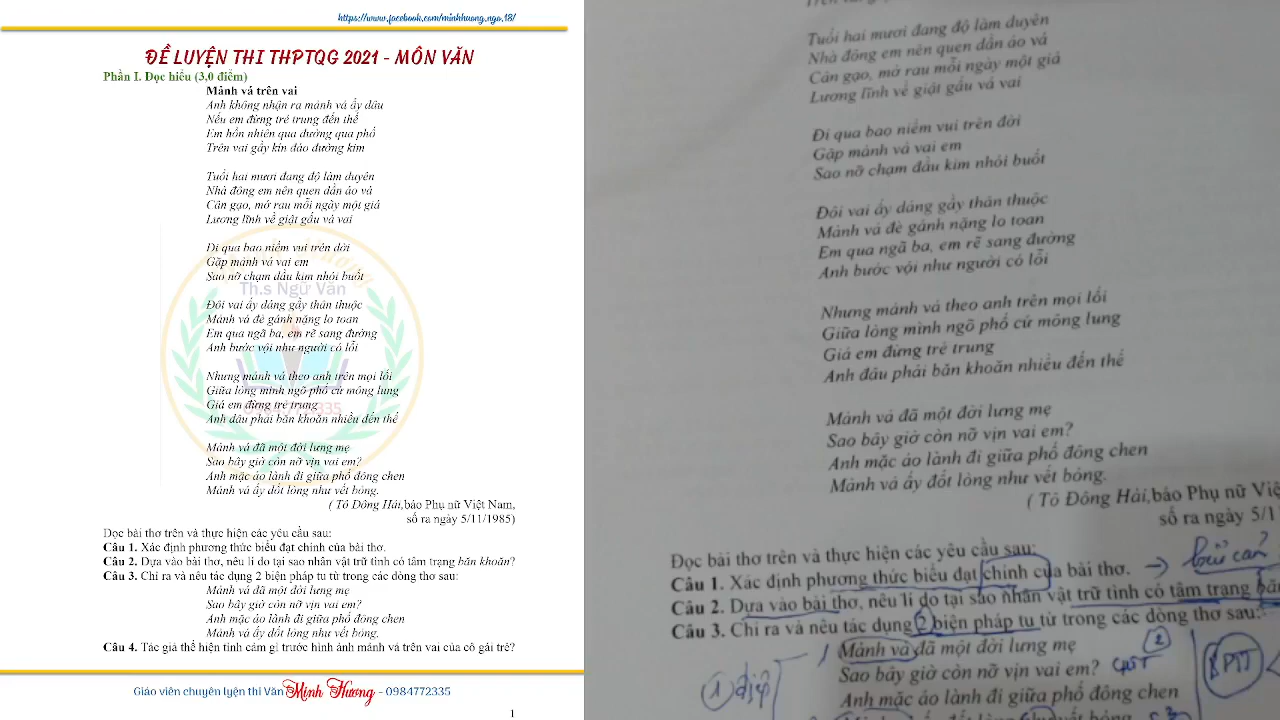 https://www.facebook.com/minhhuong.ngo.18/
ĐỀ LUYỆN THI THPTQG 2021 - MÔN VĂN
Phần I. Đọc hiểu (3,0 điểm)
Mảnh vá trên vai
Anh không nhận ra mảnh vá ấy đâu
Nếu em đừng trẻ trung đến thế
Em hồn nhiên qua đường qua phố
Trên vai gầy kín đáo đường kim
Tuổi hai mươi đang độ làm duyên
Nhà đông em nên quen dần áo vá
Cân gạo, mớ rau mỗi ngày một giá
Lương lĩnh về giật gấu vá vai
Đi qua bao niềm vui trên đời
Gặp mảnh vá vai em
Sao nỡ chạm đầu kim nhói buốt
Đôi vai ấy dáng gầy thân thuộc
Mảnh vá đè gánh nặng lo toan
Em qua ngã ba, em rẽ sang đường
Anh bước vội như người có lỗi
Nhưng mảnh vá theo anh trên mọi lối
Giữa lòng mình ngõ phố cứ mông lung
Giá em đừng trẻ trung
Anh đâu phải băn khoăn nhiều đến thế
Mảnh vá đã một đời lưng mẹ
Sao bây giờ còn nỡ vịn vai em?
Anh mặc áo lành đi giữa phố đông chen
Mảnh vá ấy đốt lòng như vết bỏng.
( Tô Đông Hải,báo Phụ nữ Việt Nam,
số ra ngày 5/11/1985)
Đọc bài thơ trên và thực hiện các yêu cầu sau:
Câu 1. Xác định phương thức biểu đạt chính của bài thơ.
Câu 2. Dựa vào bài thơ, nêu lí do tại sao nhân vật trữ tình có tâm trạng băn khoăn?
Câu 3. Chỉ ra và nêu tác dụng 2 biện pháp tu từ trong các dòng thơ sau:
Mảnh vá đã một đời lưng mẹ
Sao bây giờ còn nỡ vịn vai em?
Anh mặc áo lành đi giữa phố đông chen
Mảnh vá ấy đốt lòng như vết bỏng.
Câu 4. Tác giả thể hiện tình cảm gì trước hình ảnh mảnh vá trên vai của cô gái trẻ?
Th.s Ngữ Văn
Giáo viên chuyên luyện thi Văn Minh Hương - 0984772335
1
Tuổi hai mươi đang độ làm duyên
Nhà đông em nên quen dần áo vá
Cân gạo, mớ rau mỗi ngày một giá
Lương lĩnh về giật gấu vá vai
Đi qua bao niềm vui trên đời
Gặp mảnh vá vai em
Sao nỡ chạm đầu kim nhói buốt
Đôi vai ấy dáng gầy thân thuộc
Mảnh vá đè gánh nặng lo toan
Em qua ngã ba, em rẽ sang đường
Anh bước vội như người có lỗi
Nhưng mảnh vá theo anh trên mọi lối
Giữa lòng mình ngõ phố cứ mông lung
Giá em đừng trẻ trung
Anh đâu phải băn khoăn nhiều đến thế
Mảnh vá đã một đời lưng mẹ
Sao bây giờ còn nỡ vịn vai em?
Anh mặc áo lành đi giữa phố đông chen
Mảnh vá ấy đốt lòng như vết bỏng.
( Tô Đông Hải,báo Phụ nữ Việ
số ra ngày 5/1
Đọc bài thơ trên và thực hiện các yêu cầu sau:
Câu 1. Xác định phương thức biểu đạt chính của bài thơ. → biểu cảm
Câu 2. Dựa vào bài thơ, nêu lí do tại sao nhân vật trữ tình có tâm trạng băn
Câu 3. Chỉ ra và nêu tác dụng 2 biện pháp tu từ trong các dòng thơ sau:
Mảnh vá đã một đời lưng mẹ (2)
Sao bây giờ còn nỡ vịn vai em? CHTT BPTT
(1) điệp
Anh mặc áo lành đi giữa phố đông chen